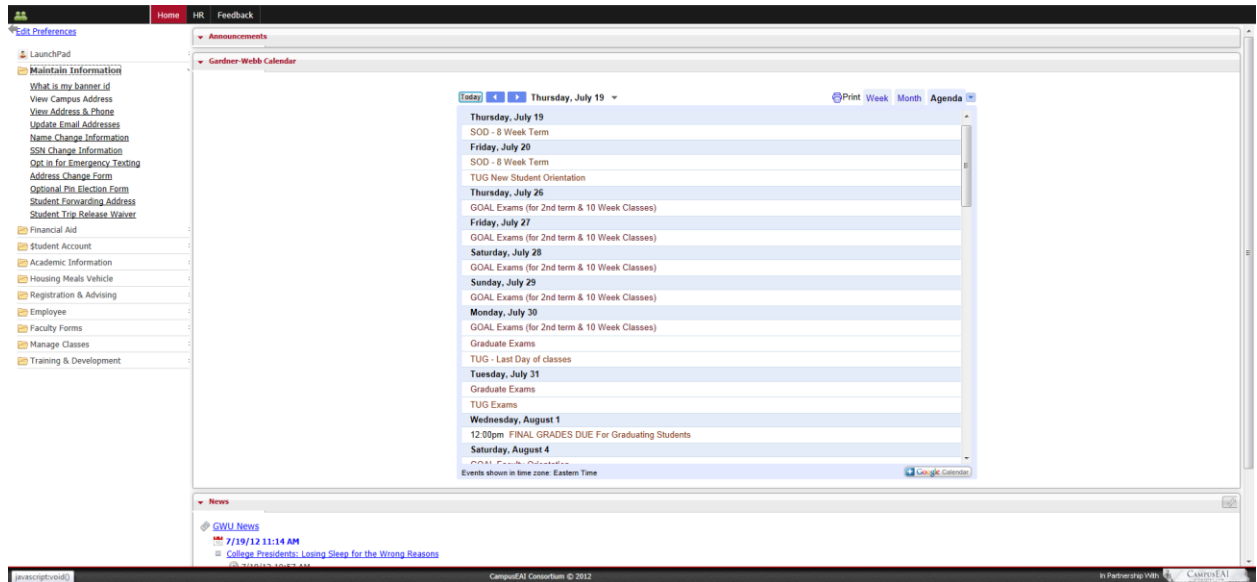 Home HR Feedback
Edit Preferences
LaunchPad
Maintain Information
What is my banner id
View Campus Address
View Address & Phone
Update Email Addresses
Name Change Information
SSN Change Information
Opt in for Emergency Texting
Address Change Form
Optional Pin Election Form
Student Forwarding Address
Student Trip Release Waiver
Financial Aid
$tudent Account
Academic Information
Housing Meals Vehicle
Registration & Advising
Employee
Faculty Forms
Manage Classes
Training & Development
Announcements
Gardner-Webb Calendar
Today Thursday, July 19 Print Week Month Agenda
Thursday, July 19
SOD - 8 Week Term
Friday, July 20
SOD - 8 Week Term
TUG New Student Orientation
Thursday, July 26
GOAL Exams (for 2nd term & 10 Week Classes)
Friday, July 27
GOAL Exams (for 2nd term & 10 Week Classes)
Saturday, July 28
GOAL Exams (for 2nd term & 10 Week Classes)
Sunday, July 29
GOAL Exams (for 2nd term & 10 Week Classes)
Monday, July 30
GOAL Exams (for 2nd term & 10 Week Classes)
Graduate Exams
TUG - Last Day of classes
Tuesday, July 31
Graduate Exams
TUG Exams
Wednesday, August 1
12:00pm FINAL GRADES DUE For Graduating Students
Saturday, August 4
GOAL Faculty Orientation
Events shown in time zone: Eastern Time
Google Calendar
News
GWU News
7/19/12 11:14 AM
College Presidents: Losing Sleep for the Wrong Reasons
7/19/12 10:57 AM
javascript:void()
CampusEAI Consortium © 2012
In Partnership With CAMPUSEAI